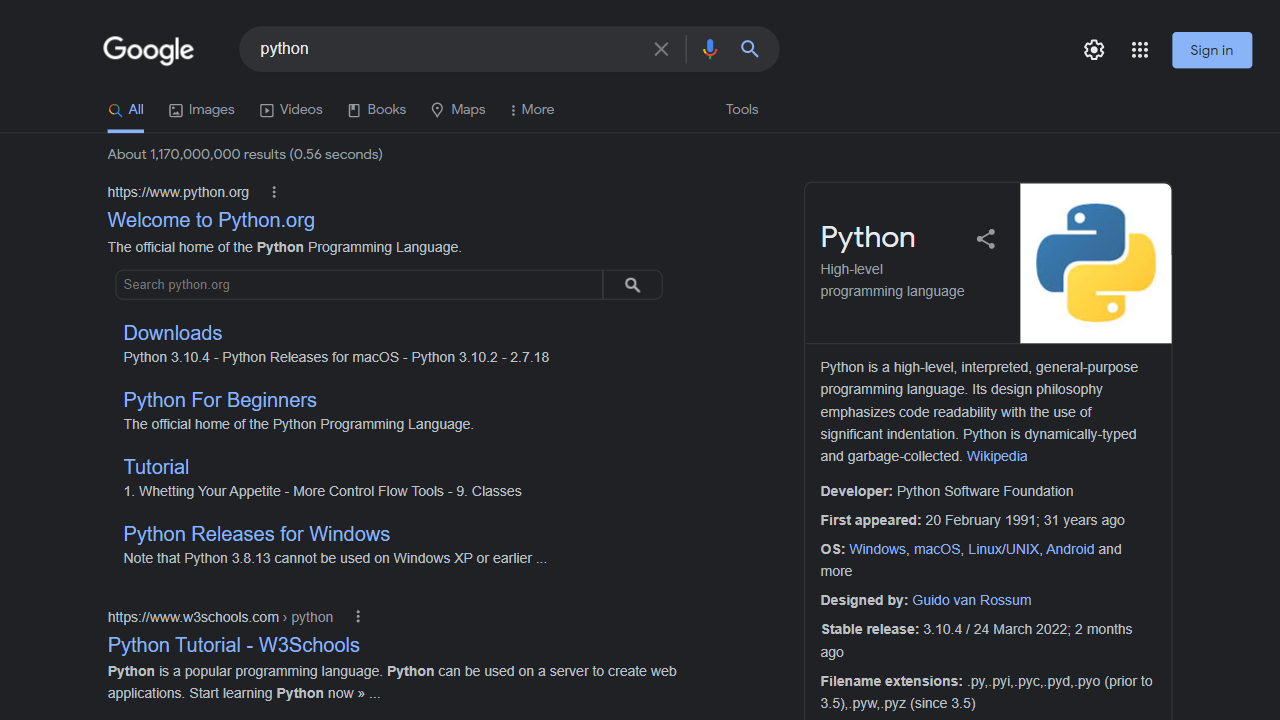 Google
python
Sign in
All
Images
Videos
Books
Maps
More
Tools
About 1,170,000,000 results (0.56 seconds)
https://www.python.org
Welcome to Python.org
The official home of the Python Programming Language.
Search python.org
Downloads
Python 3.10.4 - Python Releases for macOS - Python 3.10.2 - 2.7.18
Python For Beginners
The official home of the Python Programming Language.
Tutorial
1. Whetting Your Appetite - More Control Flow Tools - 9. Classes
Python Releases for Windows
Note that Python 3.8.13 cannot be used on Windows XP or earlier ...
https://www.w3schools.com › python
Python Tutorial - W3Schools
Python is a popular programming language. Python can be used on a server to create web
applications. Start learning Python now » ...
Python
High-level
programming language
Python is a high-level, interpreted, general-purpose
programming language. Its design philosophy
emphasizes code readability with the use of
significant indentation. Python is dynamically-typed
and garbage-collected. Wikipedia
Developer: Python Software Foundation
First appeared: 20 February 1991; 31 years ago
OS: Windows, macOS, Linux/UNIX, Android and
more
Designed by: Guido van Rossum
Stable release: 3.10.4 / 24 March 2022; 2 months
ago
Filename extensions: .py,.pyi,.pyc,.pyd,.pyo (prior to
3.5),.pyw,.pyz (since 3.5)